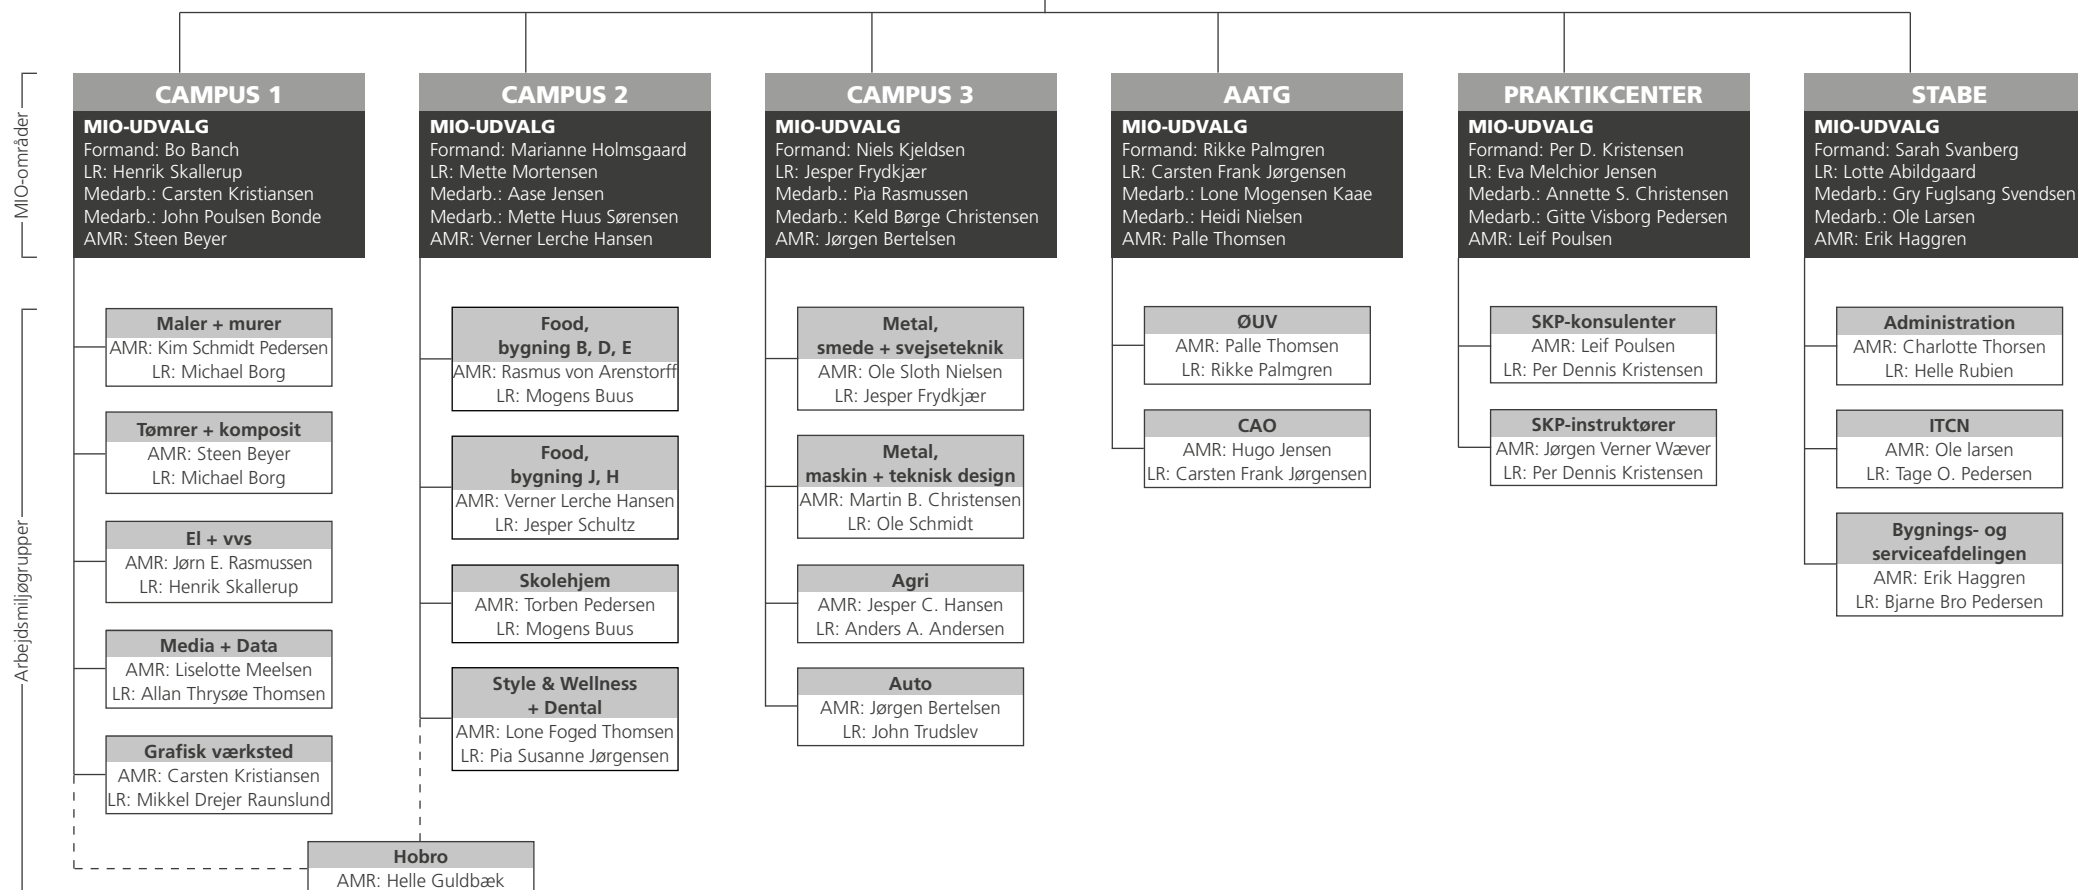 MIO-områder
CAMPUS 1
MIO-UDVALG
Formand: Bo Banch
LR: Henrik Skallerup
Medarb.: Carsten Kristiansen
Medarb.: John Poulsen Bonde
AMR: Steen Beyer
CAMPUS 2
MIO-UDVALG
Formand: Marianne Holmsgaard
LR: Mette Mortensen
Medarb.: Aase Jensen
Medarb.: Mette Huus Sørensen
AMR: Verner Lerche Hansen
CAMPUS 3
MIO-UDVALG
Formand: Niels Kjeldsen
LR: Jesper Frydkjær
Medarb.: Pia Rasmussen
Medarb.: Keld Børge Christensen
AMR: Jørgen Bertelsen
AATG
MIO-UDVALG
Formand: Rikke Palmgren
LR: Carsten Frank Jørgensen
Medarb.: Lone Mogensen Kaae
Medarb.: Heidi Nielsen
AMR: Palle Thomsen
PRAKTIKCENTER
MIO-UDVALG
Formand: Per D. Kristensen
LR: Eva Melchior Jensen
Medarb.: Annette S. Christensen
Medarb.: Gitte Visborg Pedersen
AMR: Leif Poulsen
STABE
MIO-UDVALG
Formand: Sarah Svanberg
LR: Lotte Abildgaard
Medarb.: Gry Fuglsang Svendsen
Medarb.: Ole Larsen
AMR: Erik Haggren
Arbejdsmiljøgrupper
Maler + murer
AMR: Kim Schmidt Pedersen
LR: Michael Borg
Tømrer + komposit
AMR: Steen Beyer
LR: Michael Borg
El + vvs
AMR: Jørn E. Rasmussen
LR: Henrik Skallerup
Media + Data
AMR: Liselotte Meelsen
LR: Allan Thrysøe Thomsen
Grafisk værksted
AMR: Carsten Kristiansen
LR: Mikkel Drejer Raunslund
Food,
bygning B, D, E
AMR: Rasmus von Arenstorff
LR: Mogens Buus
Food,
bygning J, H
AMR: Verner Lerche Hansen
LR: Jesper Schultz
Skolehjem
AMR: Torben Pedersen
LR: Mogens Buus
Style & Wellness
+ Dental
AMR: Lone Foged Thomsen
LR: Pia Susanne Jørgensen
Hobro
AMR: Helle Guldbæk
Metal,
smede + svejseteknik
AMR: Ole Sloth Nielsen
LR: Jesper Frydkjær
Metal,
maskin + teknisk design
AMR: Martin B. Christensen
LR: Ole Schmidt
Agri
AMR: Jesper C. Hansen
LR: Anders A. Andersen
Auto
AMR: Jørgen Bertelsen
LR: John Trudslev
ØUV
AMR: Palle Thomsen
LR: Rikke Palmgren
CAO
AMR: Hugo Jensen
LR: Carsten Frank Jørgensen
SKP-konsulenter
AMR: Leif Poulsen
LR: Per Dennis Kristensen
SKP-instruktører
AMR: Jørgen Verner Wæver
LR: Per Dennis Kristensen
Administration
AMR: Charlotte Thorsen
LR: Helle Rubien
ITCN
AMR: Ole larsen
LR: Tage O. Pedersen
Bygnings- og
serviceafdelingen
AMR: Erik Haggren
LR: Bjarne Bro Pedersen